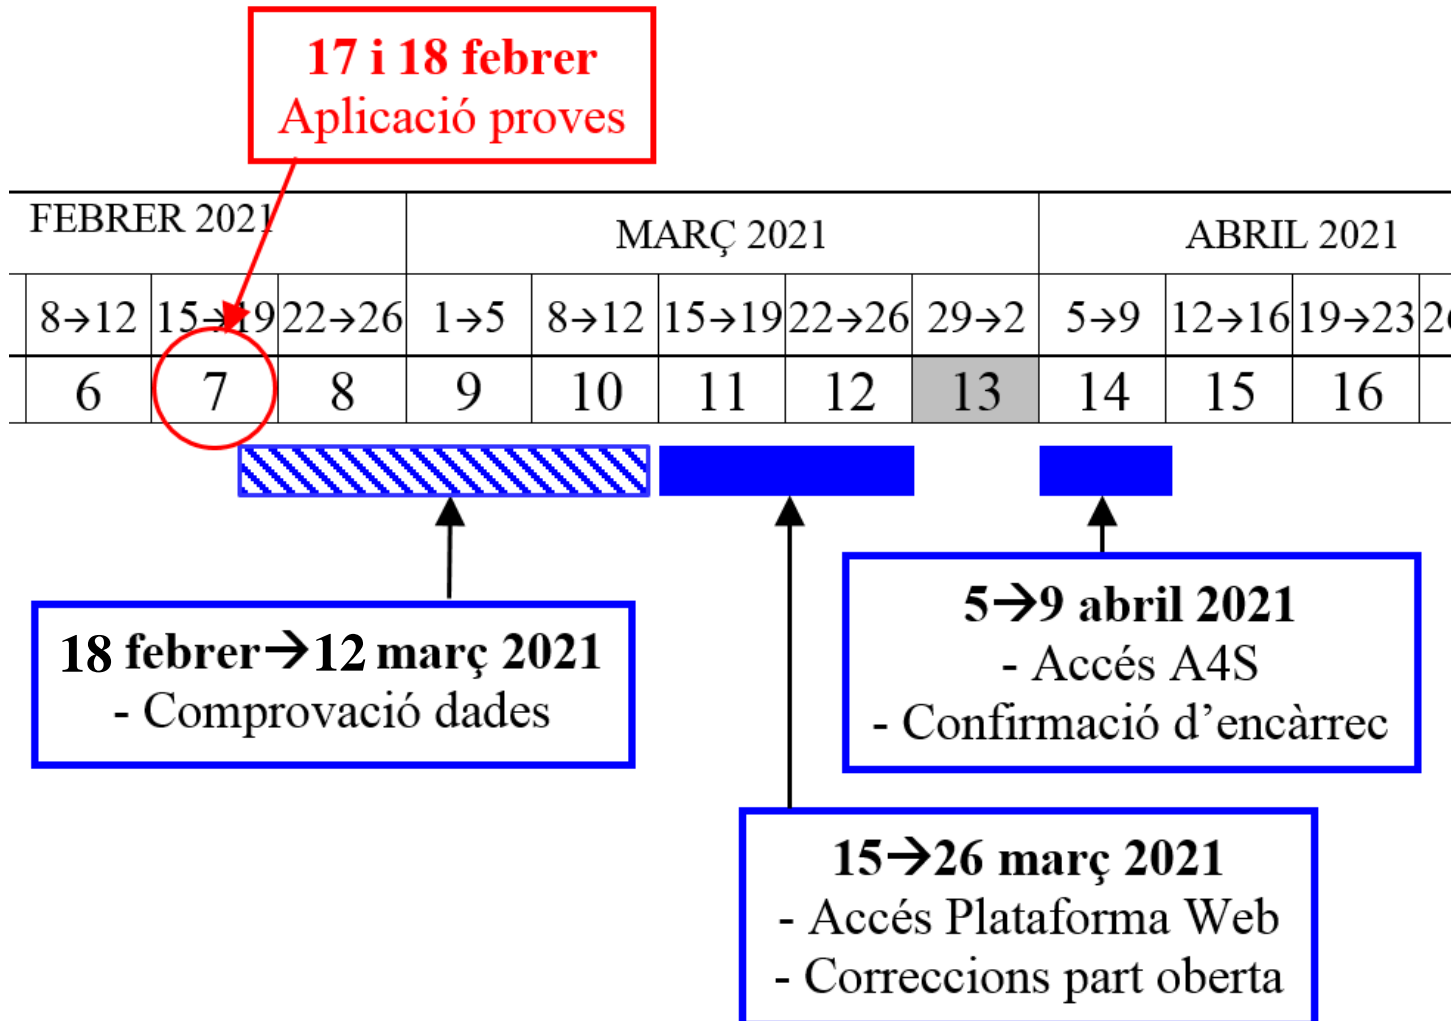 17 i 18 febrer
Aplicació proves
FEBRER 2021 MARÇ 2021 ABRIL 2021
8→12 15→19 22→26 1→5 8→12 15→19 22→26 29→2 5→9 12→16 19→23
6 7 8 9 10 11 12 13 14 15 16
18 febrer→12 març 2021
- Comprovació dades
5→9 abril 2021
- Accés A4S
- Confirmació d’encàrrec
15→26 març 2021
- Accés Plataforma Web
- Correccions part oberta